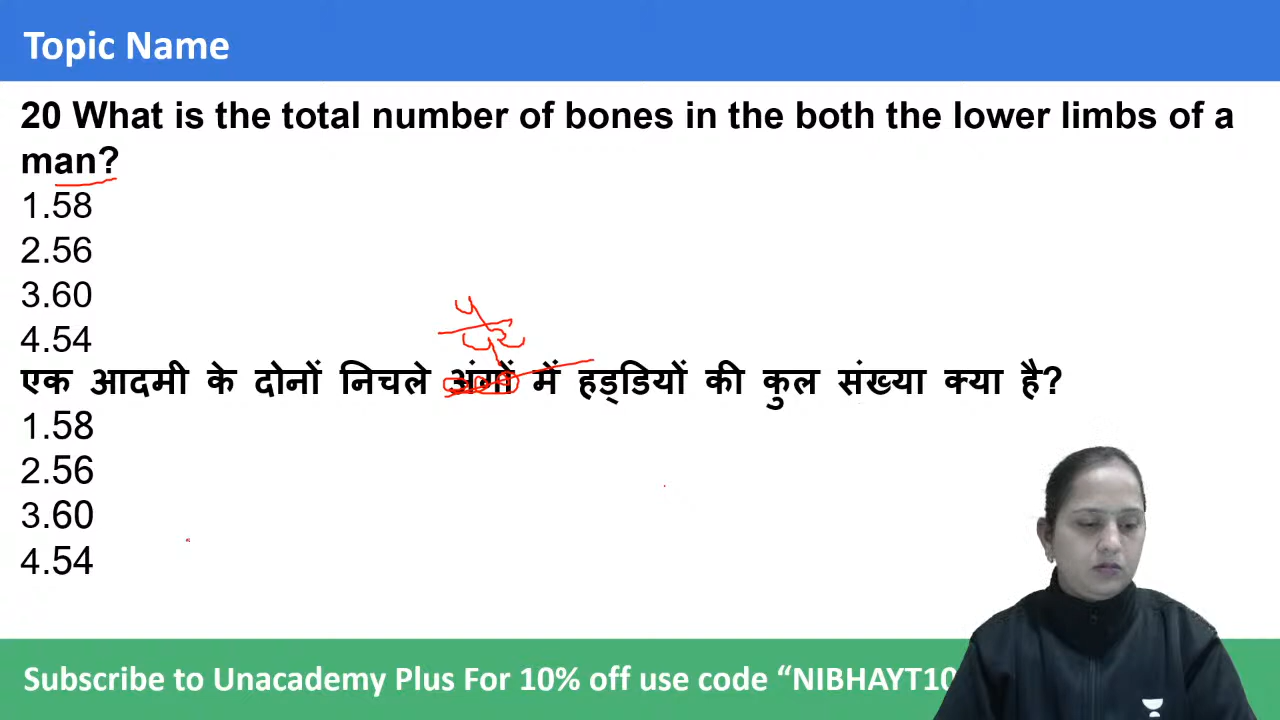 Topic Name
20 What is the total number of bones in the both the lower limbs of a
man?
1.58
2.56
3.60
4.54
एक आदमी के दोनों निचले अंगों में हड्डियों की कुल संख्या क्या है?
1.58
2.56
3.60
4.54
Subscribe to Unacademy Plus For 10% off use code “NIBHAYT10